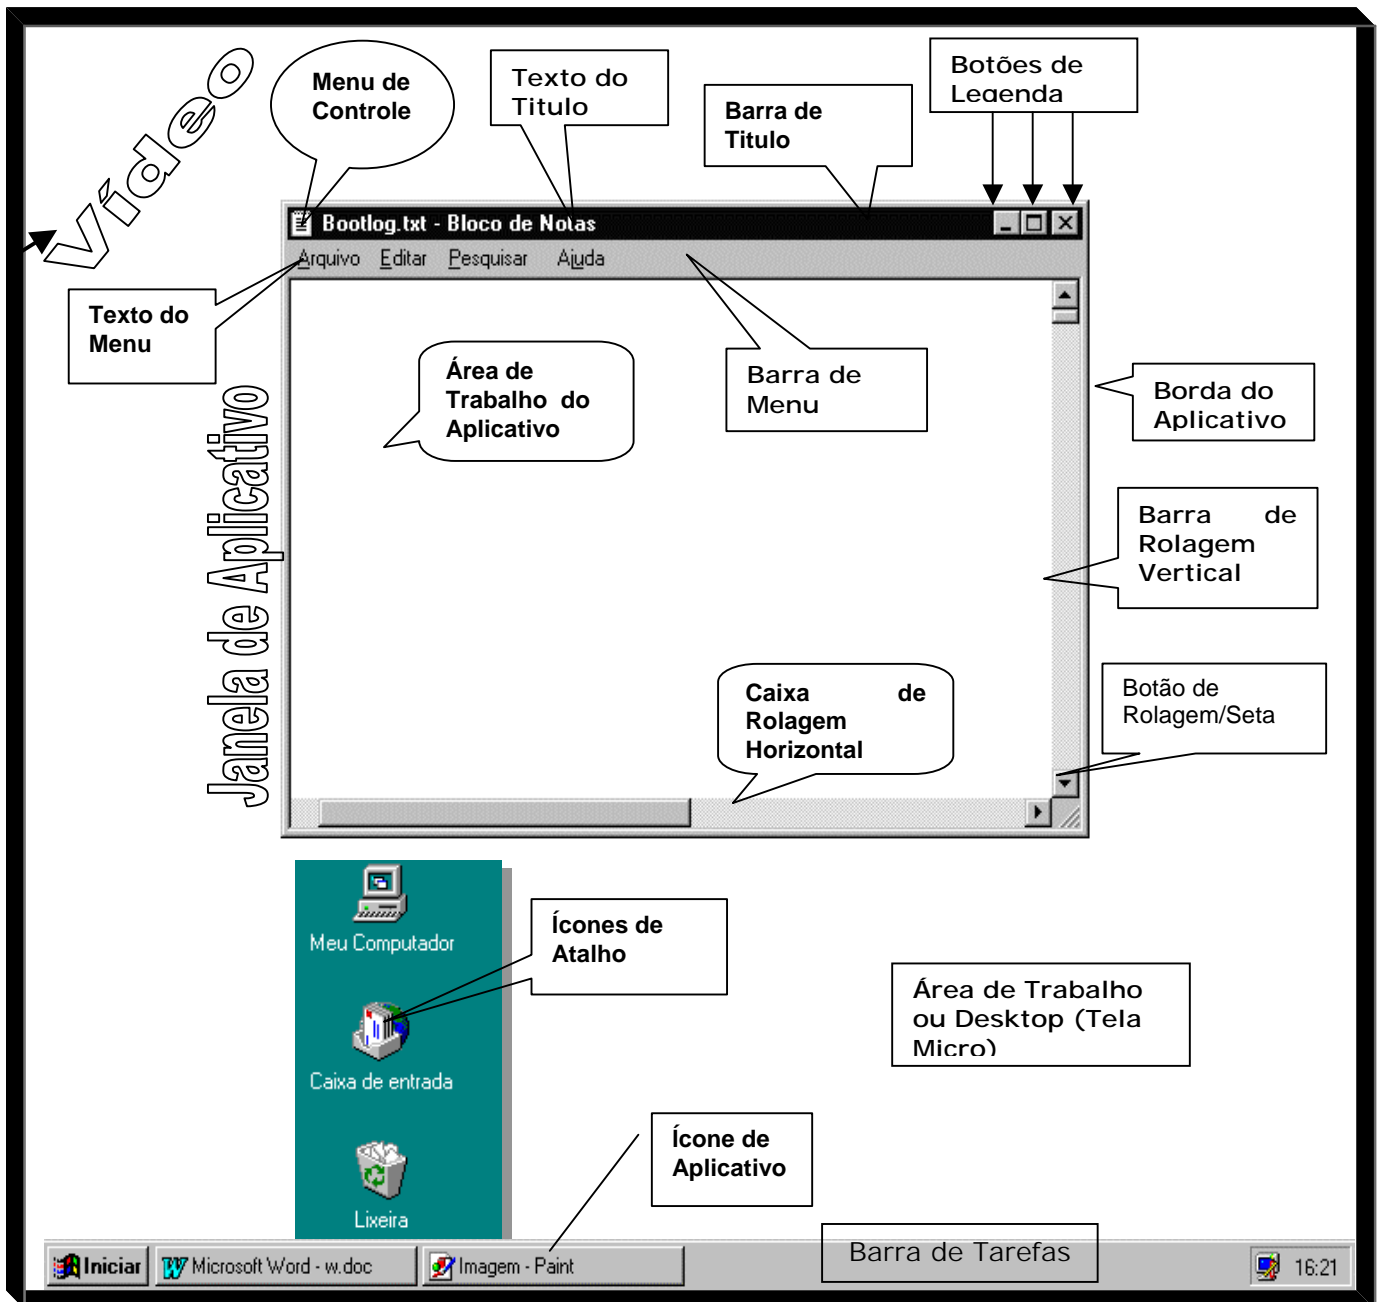 Vídeo
Menu de
Controle
Texto do
Titulo
Barra de
Titulo
Botões de
Legenda
Bootlog.txt - Bloco de Notas
Arquivo Editar Pesquisar Ajuda
Texto do
Menu
Área de
Trabalho do
Aplicativo
Barra de
Menu
Borda do
Aplicativo
Janela de Aplicativo
Barra de
Rolagem
Vertical
Caixa de
Rolagem
Horizontal
Botão de
Rolagem/Seta
Meu Computador
Ícones de
Atalho
Caixa de entrada
Área de Trabalho
ou Desktop (Tela
Micro)
Ícone de
Aplicativo
Lixeira
Barra de Tarefas
Iniciar
Microsoft Word - w.doc
Imagem - Paint
16:21